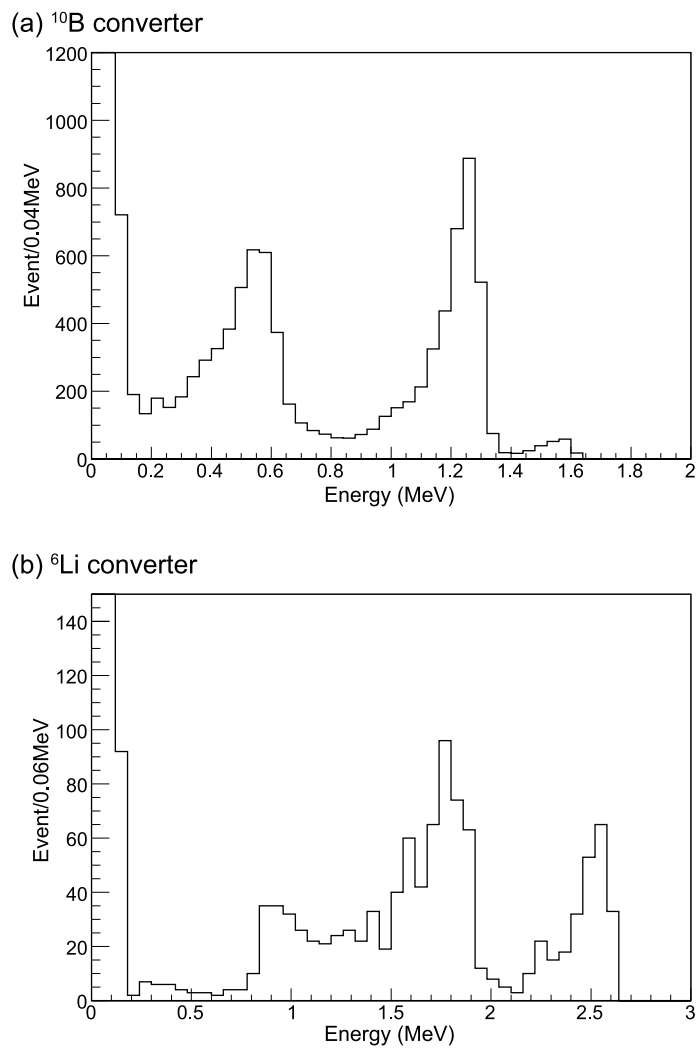 (a) ¹⁰B converter
Event/0.04MeV
1200
1000
800
600
400
200
0
0 0.2 0.4 0.6 0.8 1 1.2 1.4 1.6 1.8 2
Energy (MeV)
(b) ⁶Li converter
Event/0.06MeV
140
120
100
80
60
40
20
0
0 0.5 1 1.5 2 2.5 3
Energy (MeV)